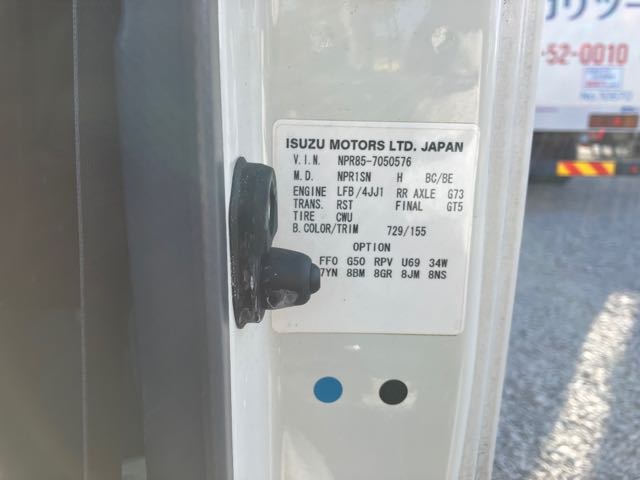 ISUZU MOTORS LTD. JAPAN
V.I.N. NPR85-7050576
M.D. NPR1SN H BC/BE
ENGINE LFB/4JJ1 RR AXLE G73
TRANS. RST FINAL GT5
TIRE CWU
B.COLOR/TRIM 729/155
OPTION
FF0 G50 RPV U69 34W
7YN 8BM 8GR 8JM 8NS
-52-0010